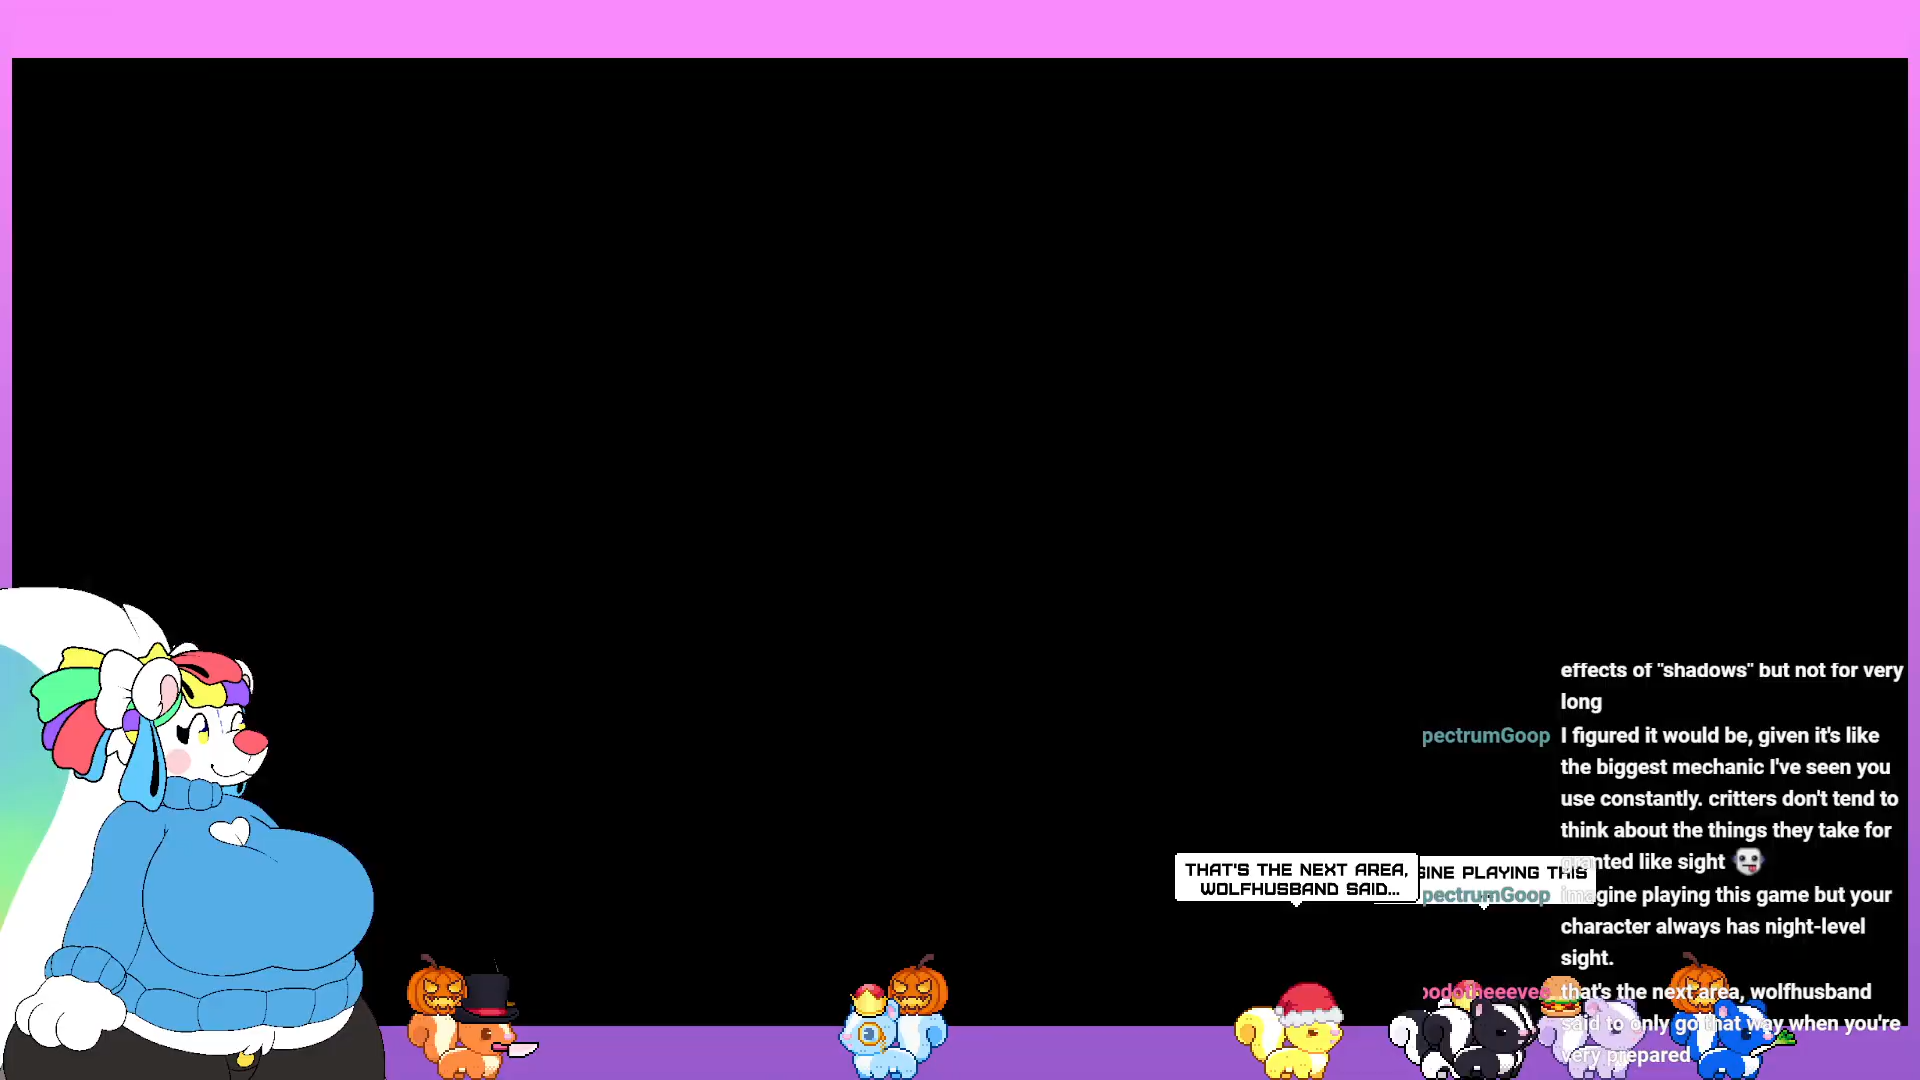 effects of "shadows" but not for very
long
pectrumGoop I figured it would be, given it's like
the biggest mechanic I've seen you
use constantly. critters don't tend to
think about the things they take for
granted like sight
THAT'S THE NEXT AREA,
WOLFHUSBAND SAID...
GINE PLAYING THIS
pectrumGoop imagine playing this game but your
character always has night-level
sight.
podotheeevee that's the next area, wolfhusband
said to only go that way when you're
very prepared